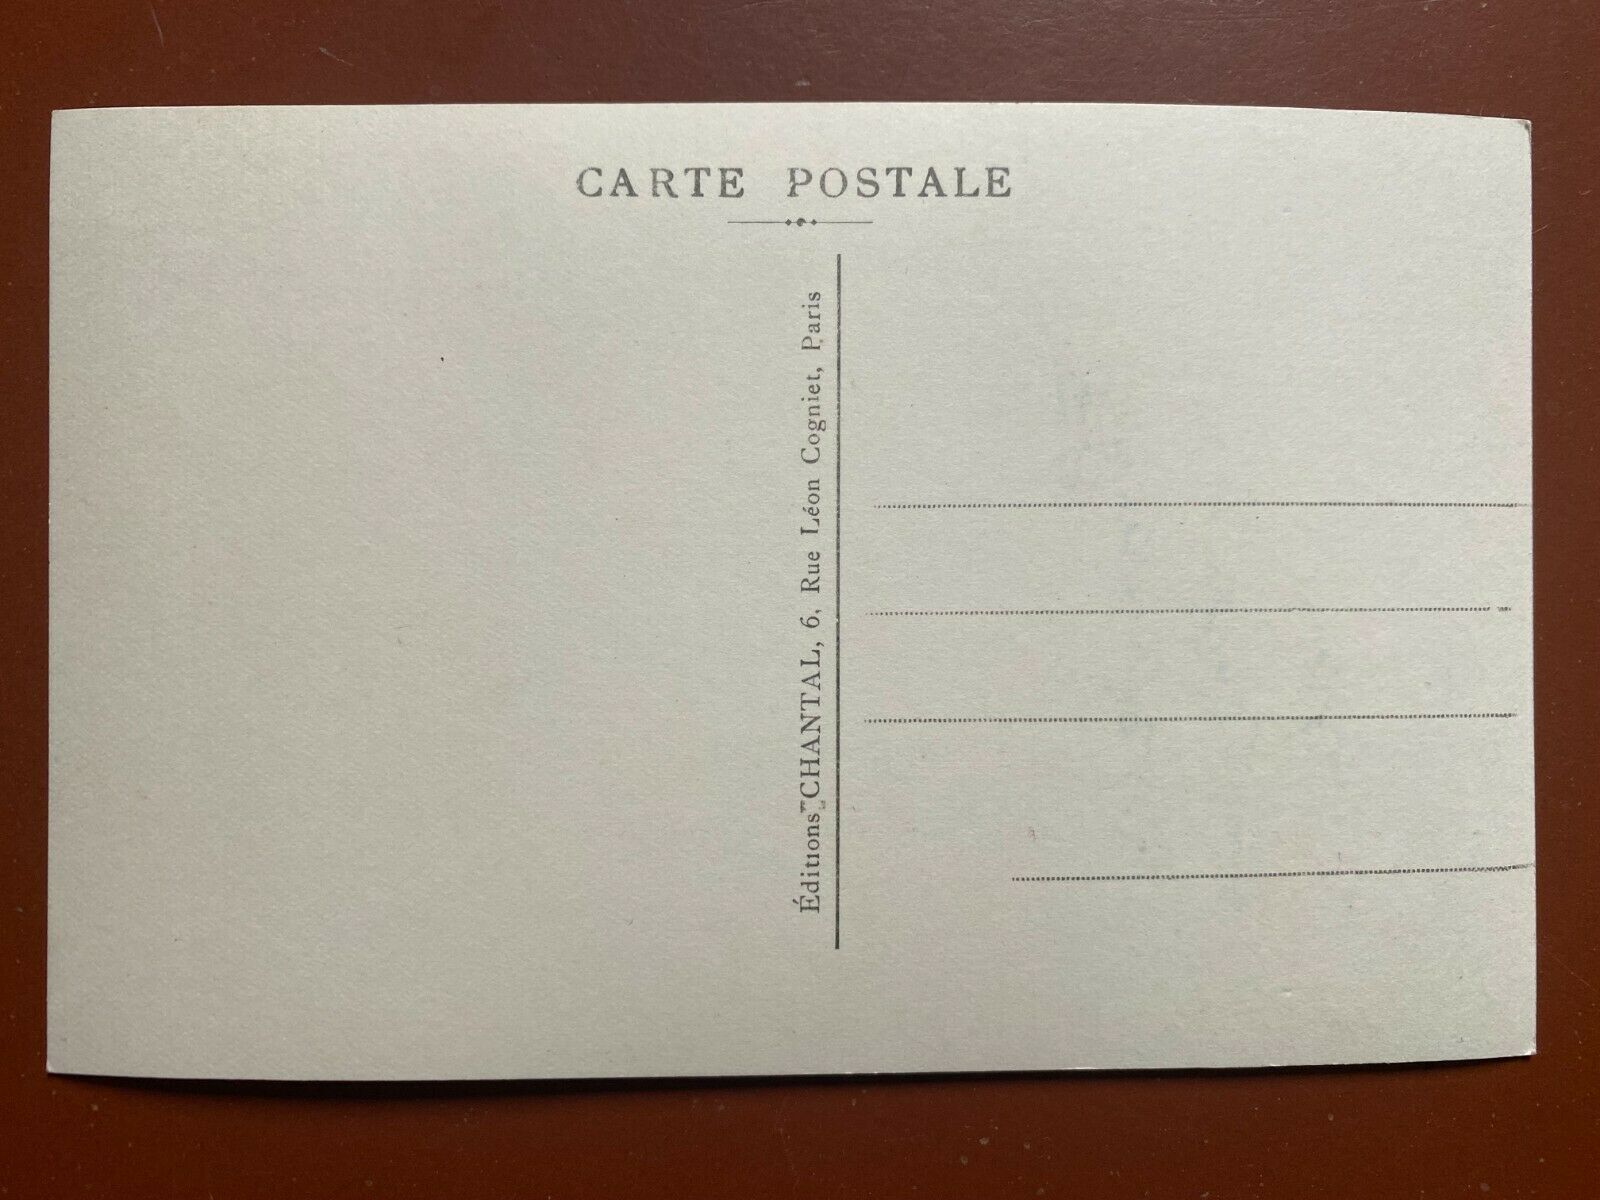 CARTE POSTALE
Éditions CHANTAL, 6, Rue Léon Cogniet, Paris